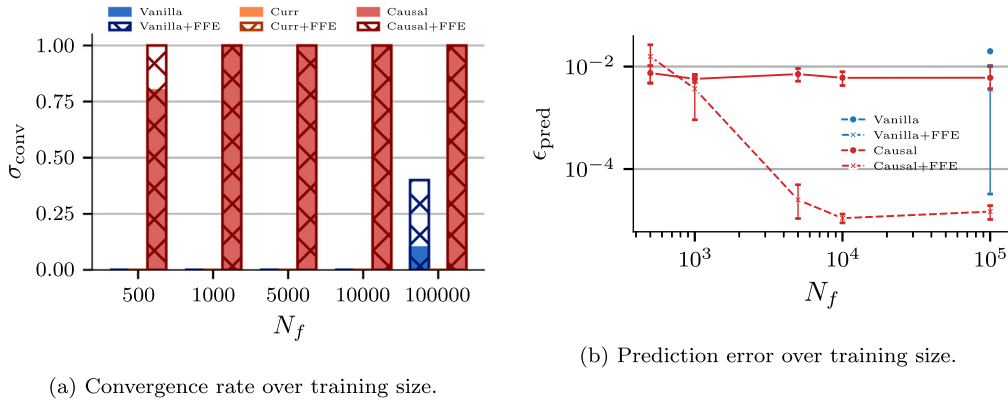 Vanilla
Curr
Causal
Vanilla+FFE
Curr+FFE
Causal+FFE
1.00
0.75
0.50
0.25
0.00
σconv
500
1000
5000
10000
100000
Nf
(a) Convergence rate over training size.
10−2
10−4
ϵpred
Vanilla
Vanilla+FFE
Causal
Causal+FFE
103
104
105
Nf
(b) Prediction error over training size.